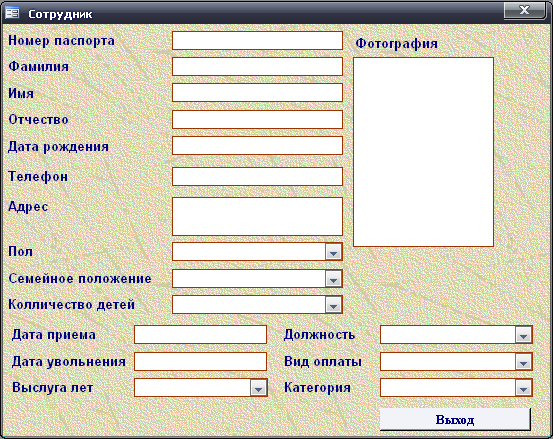 Сотрудник
Номер паспорта
Фотография
Фамилия
Имя
Отчество
Дата рождения
Телефон
Адрес
Пол
Семейное положение
Колличество детей
Дата приема Должность
Дата увольнения Вид оплаты
Выслуга лет Категория
Выход